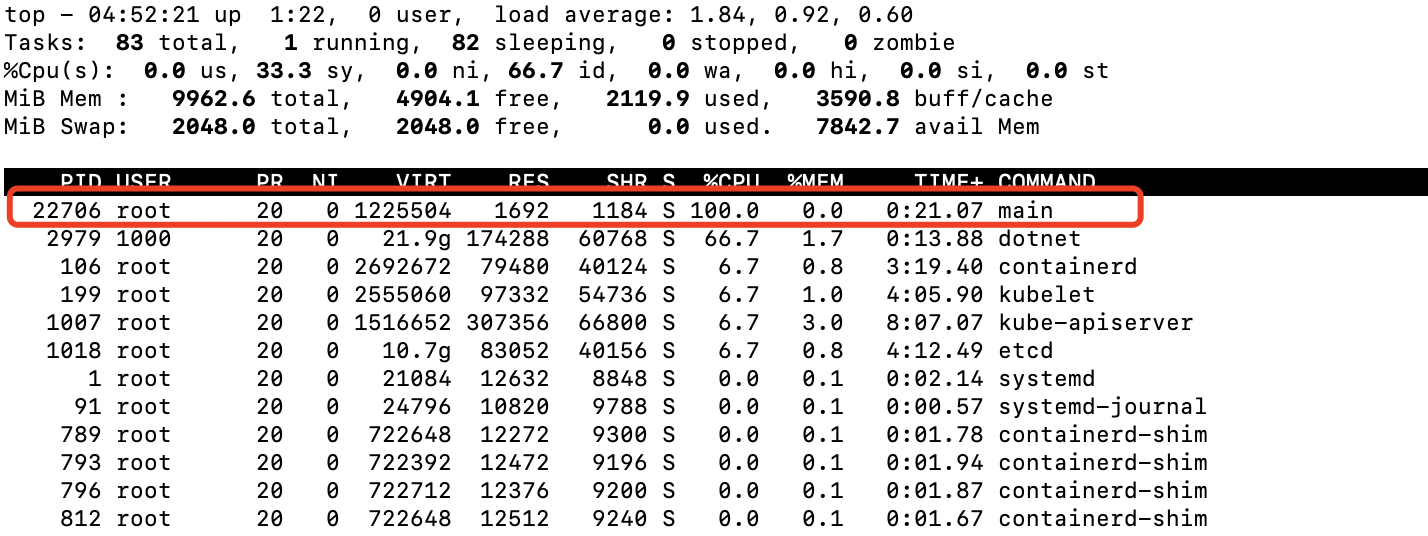 top - 04:52:21 up  1:22,  0 user,  load average: 1.84, 0.92, 0.60
Tasks:  83 total,   1 running,  82 sleeping,   0 stopped,   0 zombie
%Cpu(s):  0.0 us, 33.3 sy,  0.0 ni, 66.7 id,  0.0 wa,  0.0 hi,  0.0 si,  0.0 st
MiB Mem :   9962.6 total,   4904.1 free,   2119.9 used,   3590.8 buff/cache
MiB Swap:   2048.0 total,   2048.0 free,      0.0 used.   7842.7 avail Mem
    PID USER      PR  NI    VIRT    RES    SHR S  %CPU  %MEM     TIME+ COMMAND
  22706 root      20   0 1225504   1692   1184 S 100.0   0.0   0:21.07 main
   2979 1000      20   0   21.9g 174288  60768 S  66.7   1.7   0:13.88 dotnet
    106 root      20   0 2692672  79480  40124 S   6.7   0.8   3:19.40 containerd
    199 root      20   0 2555060  97332  54736 S   6.7   1.0   4:05.90 kubelet
   1007 root      20   0 1516652 307356  66800 S   6.7   3.0   8:07.07 kube-apiserver
   1018 root      20   0   10.7g  83052  40156 S   6.7   0.8   4:12.49 etcd
      1 root      20   0   21084  12632   8848 S   0.0   0.1   0:02.14 systemd
     91 root      20   0   24796  10820   9788 S   0.0   0.1   0:00.57 systemd-journal
    789 root      20   0  722648  12272   9300 S   0.0   0.1   0:01.78 containerd-shim
    793 root      20   0  722392  12472   9196 S   0.0   0.1   0:01.94 containerd-shim
    796 root      20   0  722712  12376   9200 S   0.0   0.1   0:01.87 containerd-shim
    812 root      20   0  722648  12512   9240 S   0.0   0.1   0:01.67 containerd-shim